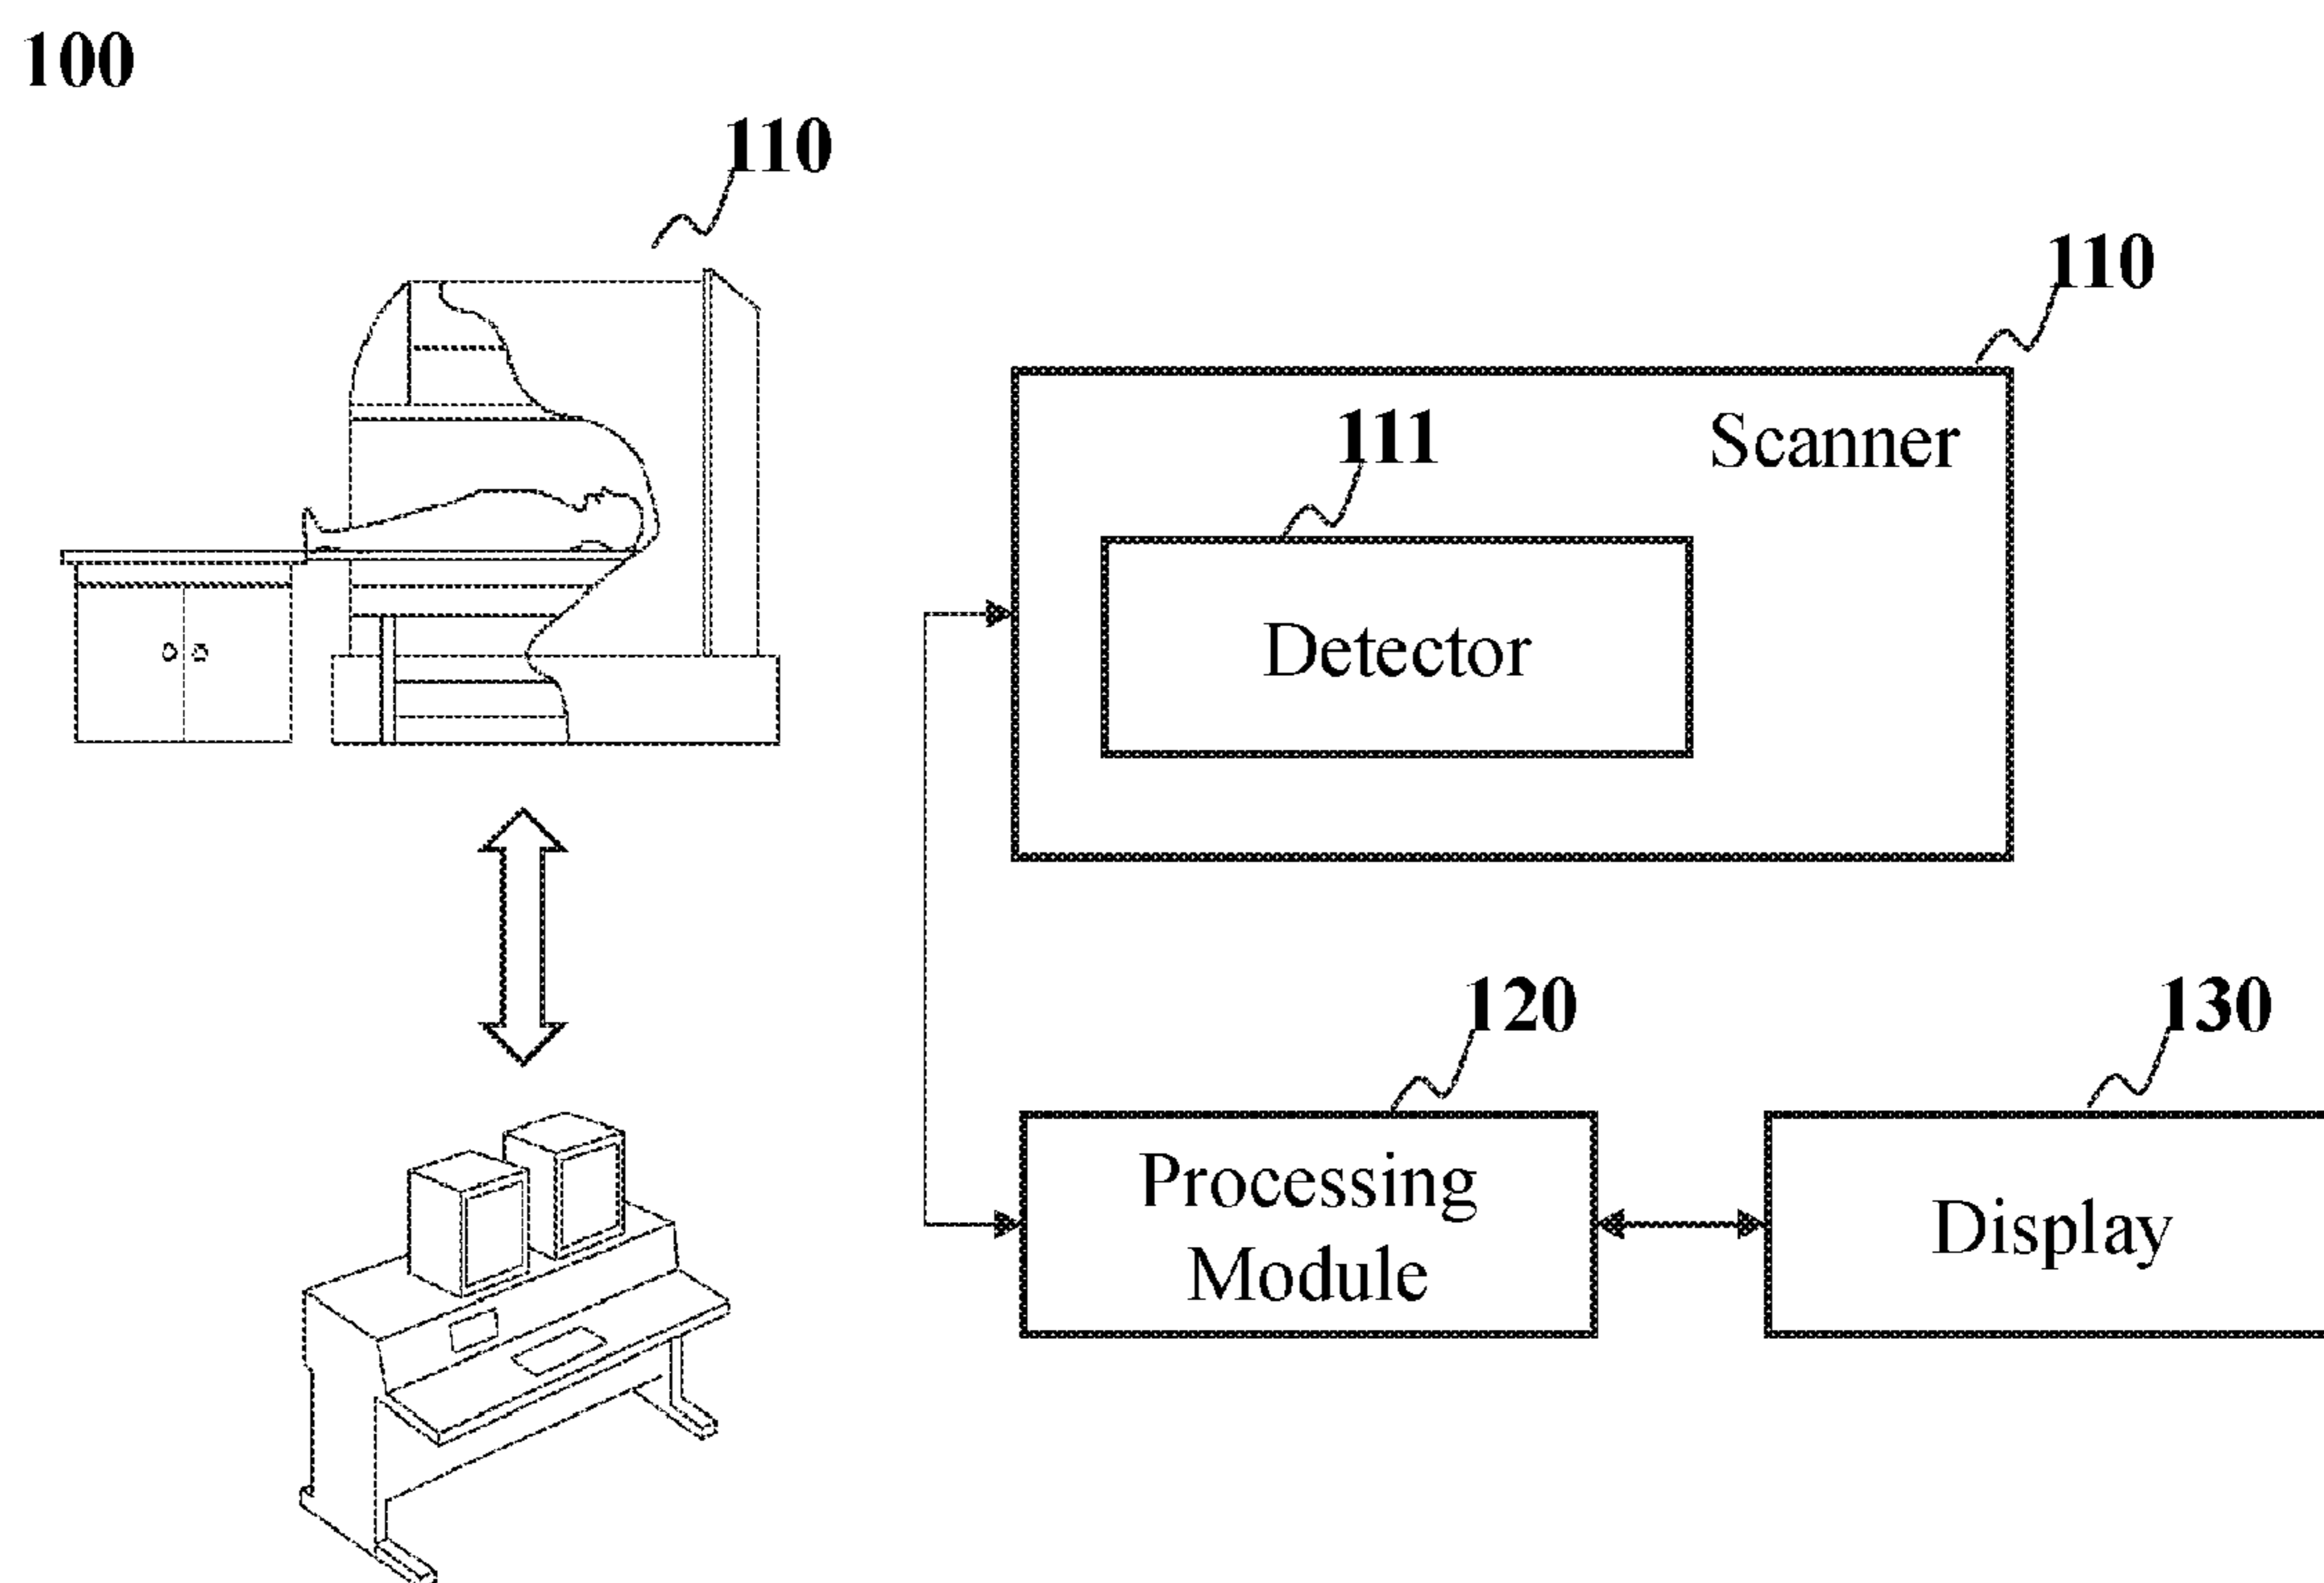 100
110
110
Scanner
111
Detector
120
130
Processing
Module
Display